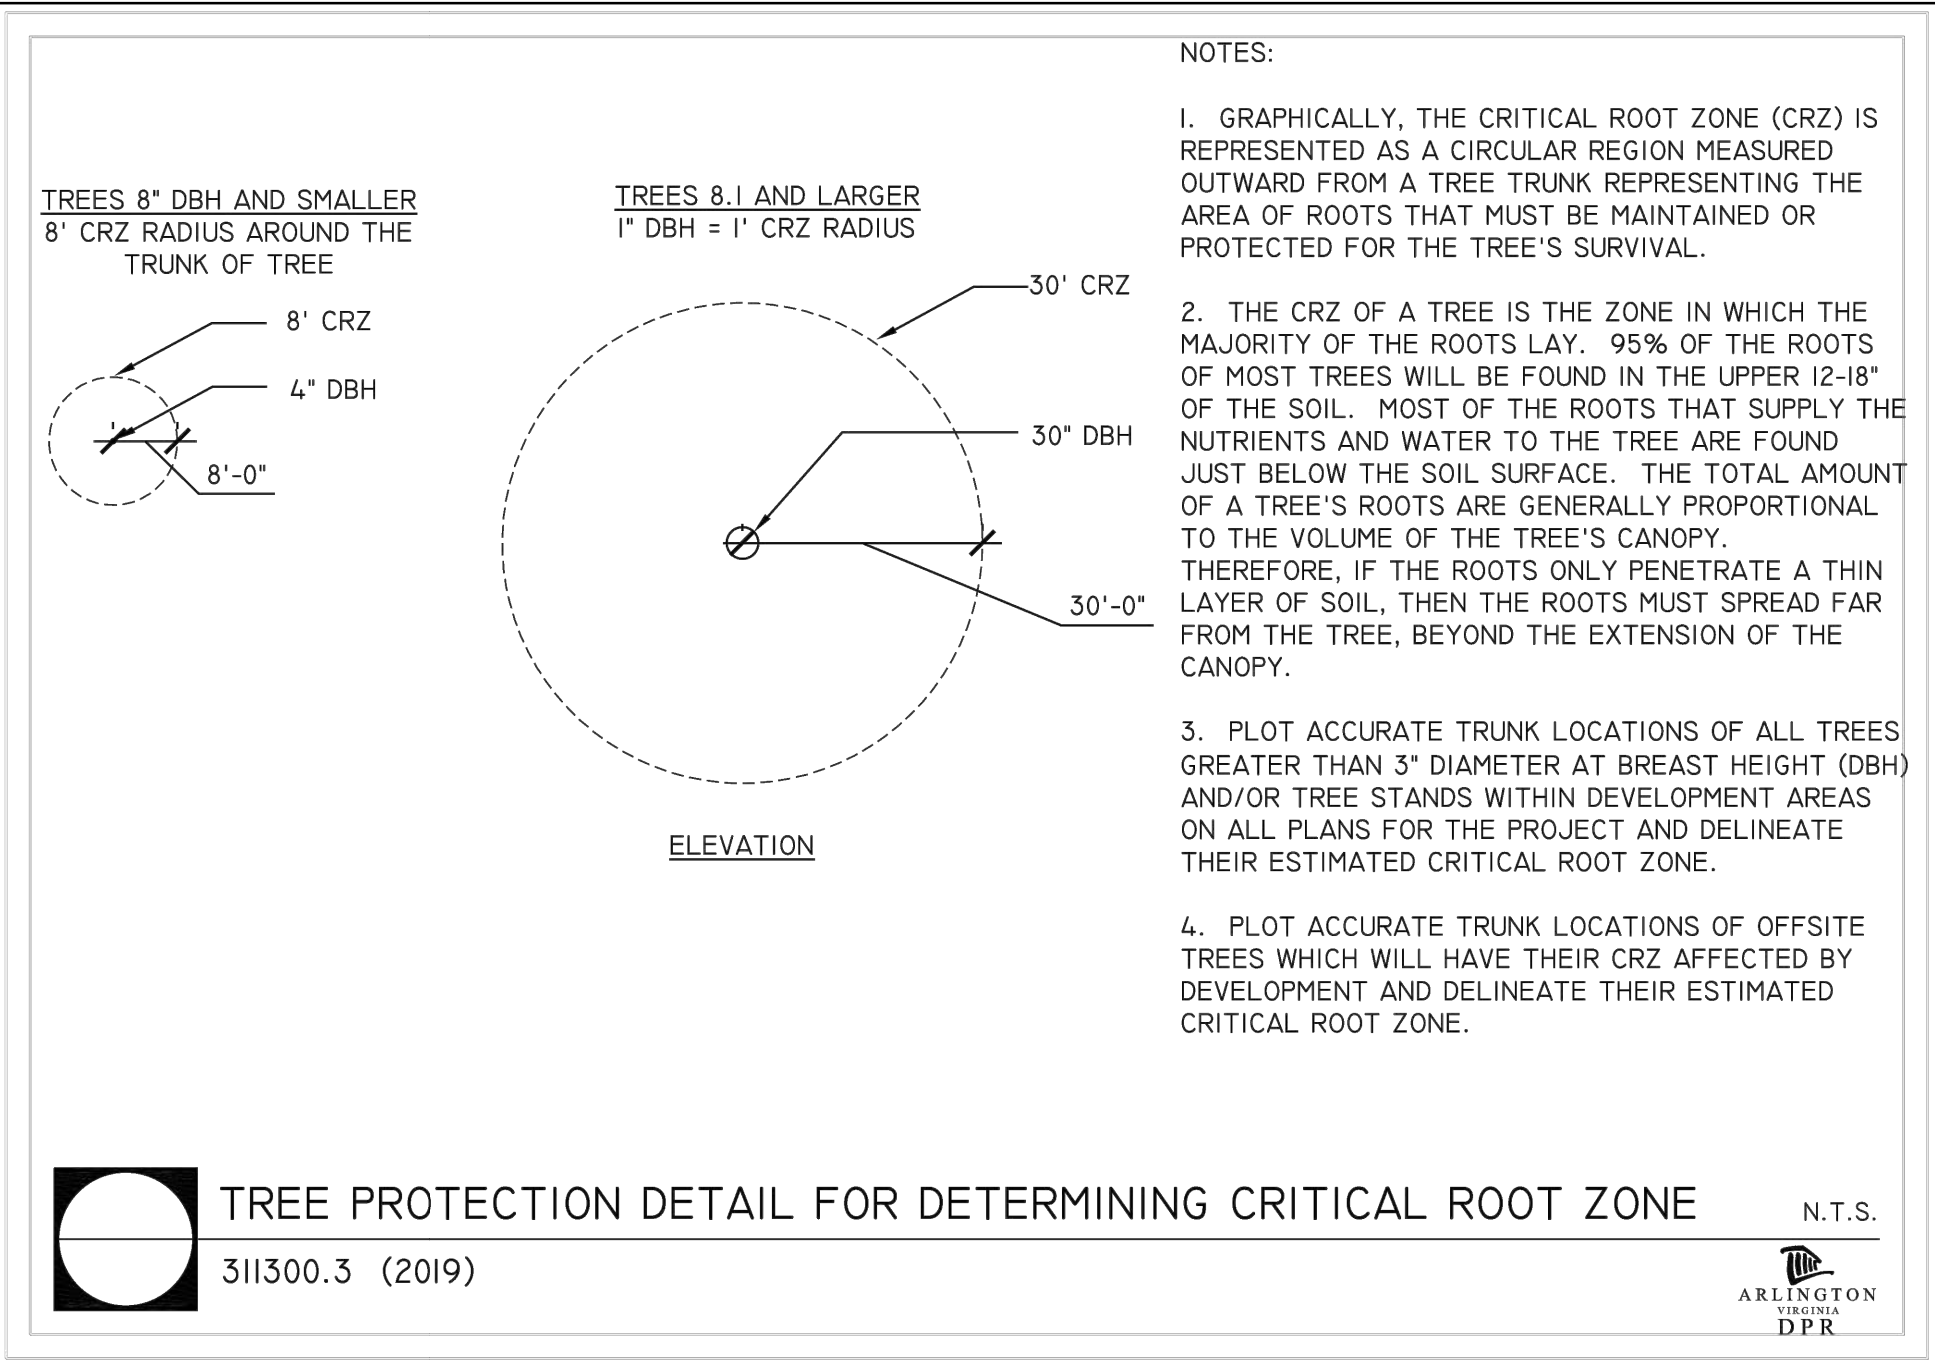 TREES 8" DBH AND SMALLER
8' CRZ RADIUS AROUND THE
TRUNK OF TREE
8' CRZ
4" DBH
8'-0"
TREES 8.1 AND LARGER
1" DBH = 1' CRZ RADIUS
30' CRZ
30" DBH
30'-0"
ELEVATION
NOTES:
1. GRAPHICALLY, THE CRITICAL ROOT ZONE (CRZ) IS
REPRESENTED AS A CIRCULAR REGION MEASURED
OUTWARD FROM A TREE TRUNK REPRESENTING THE
AREA OF ROOTS THAT MUST BE MAINTAINED OR
PROTECTED FOR THE TREE'S SURVIVAL.
2. THE CRZ OF A TREE IS THE ZONE IN WHICH THE
MAJORITY OF THE ROOTS LAY. 95% OF THE ROOTS
OF MOST TREES WILL BE FOUND IN THE UPPER 12-18"
OF THE SOIL. MOST OF THE ROOTS THAT SUPPLY THE
NUTRIENTS AND WATER TO THE TREE ARE FOUND
JUST BELOW THE SOIL SURFACE. THE TOTAL AMOUNT
OF A TREE'S ROOTS ARE GENERALLY PROPORTIONAL
TO THE VOLUME OF THE TREE'S CANOPY.
THEREFORE, IF THE ROOTS ONLY PENETRATE A THIN
LAYER OF SOIL, THEN THE ROOTS MUST SPREAD FAR
FROM THE TREE, BEYOND THE EXTENSION OF THE
CANOPY.
3. PLOT ACCURATE TRUNK LOCATIONS OF ALL TREES
GREATER THAN 3" DIAMETER AT BREAST HEIGHT (DBH)
AND/OR TREE STANDS WITHIN DEVELOPMENT AREAS
ON ALL PLANS FOR THE PROJECT AND DELINEATE
THEIR ESTIMATED CRITICAL ROOT ZONE.
4. PLOT ACCURATE TRUNK LOCATIONS OF OFFSITE
TREES WHICH WILL HAVE THEIR CRZ AFFECTED BY
DEVELOPMENT AND DELINEATE THEIR ESTIMATED
CRITICAL ROOT ZONE.
TREE PROTECTION DETAIL FOR DETERMINING CRITICAL ROOT ZONE
N.T.S.
311300.3 (2019)
ARLINGTON
VIRGINIA
DPR